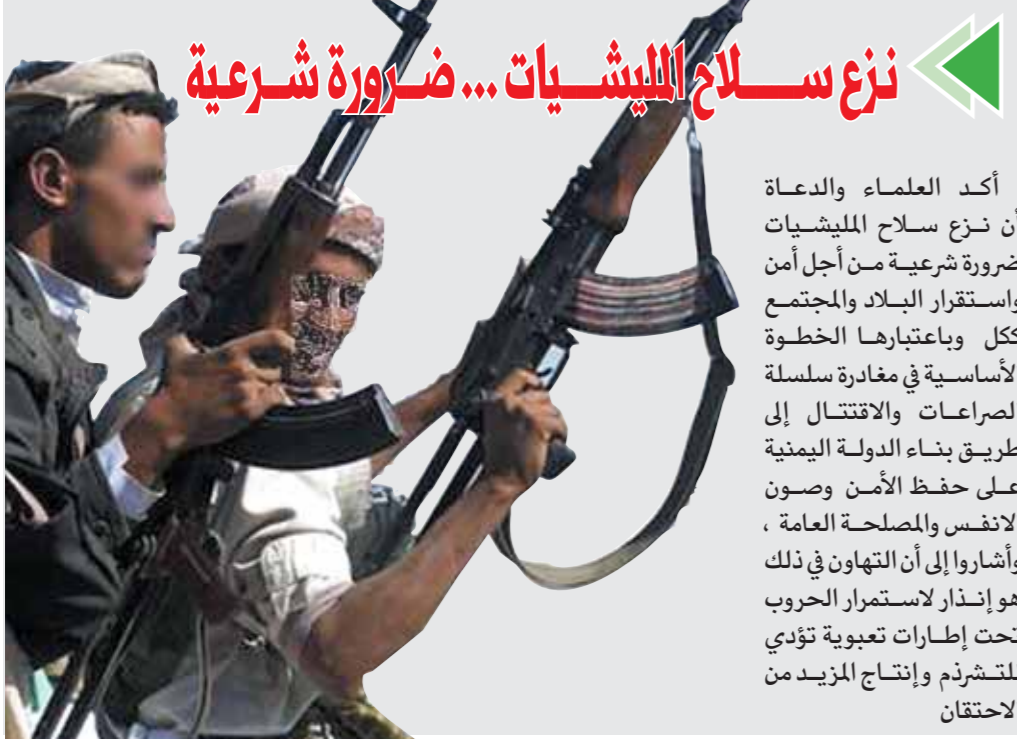 نزع سلاح المليشيات ... ضرورة شرعية
أكد العلماء والدعاة
أن نزع سلاح المليشيات
ضرورة شرعية من أجل أمن
واستقرار البلاد والمجتمع
ككل وباعتبارها الخطوة
الأساسية في مغادرة سلسلة
الصراعات والاقتتال إلى
طريق بناء الدولة اليمنية
على حفظ الأمن وصون
الانفس والمصلحة العامة ،
وأشاروا إلى أن التهاون في ذلك
هو إنذار لاستمرار الحروب
تحت إطارات تعبوية تؤدي
للتشرذم وإنتاج المزيد من
الاحتقان